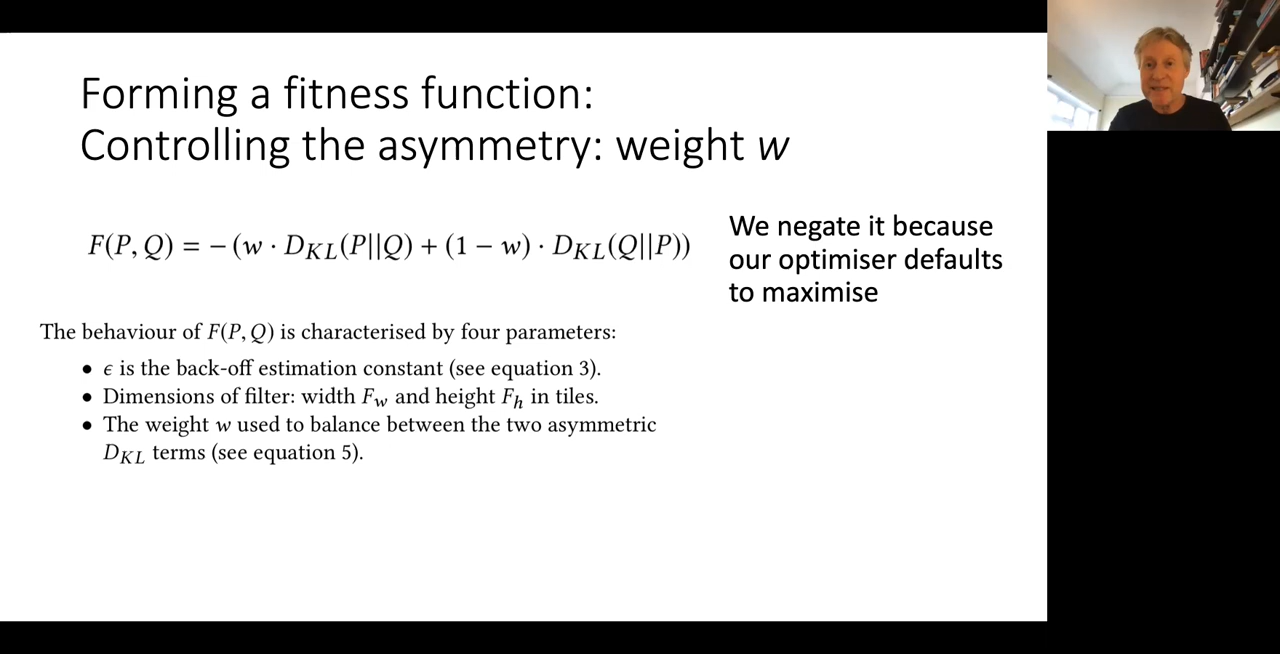 Forming a fitness function:
Controlling the asymmetry: weight w
F(P, Q) = − (w · D_KL(P||Q) + (1 − w) · D_KL(Q||P))
We negate it because
our optimiser defaults
to maximise
The behaviour of F(P, Q) is characterised by four parameters:
• ϵ is the back-off estimation constant (see equation 3).
• Dimensions of filter: width F_w and height F_h in tiles.
• The weight w used to balance between the two asymmetric
D_KL terms (see equation 5).